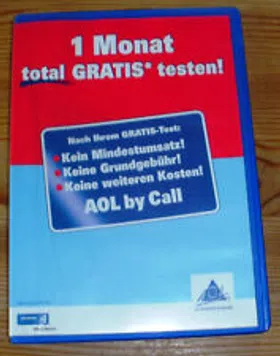 1 Monat
total GRATIS* testen!
Nach Ihrem GRATIS-Test:
• Kein Mindestumsatz!
• Keine Grundgebühr!
• Keine weiteren Kosten!
AOL by Call